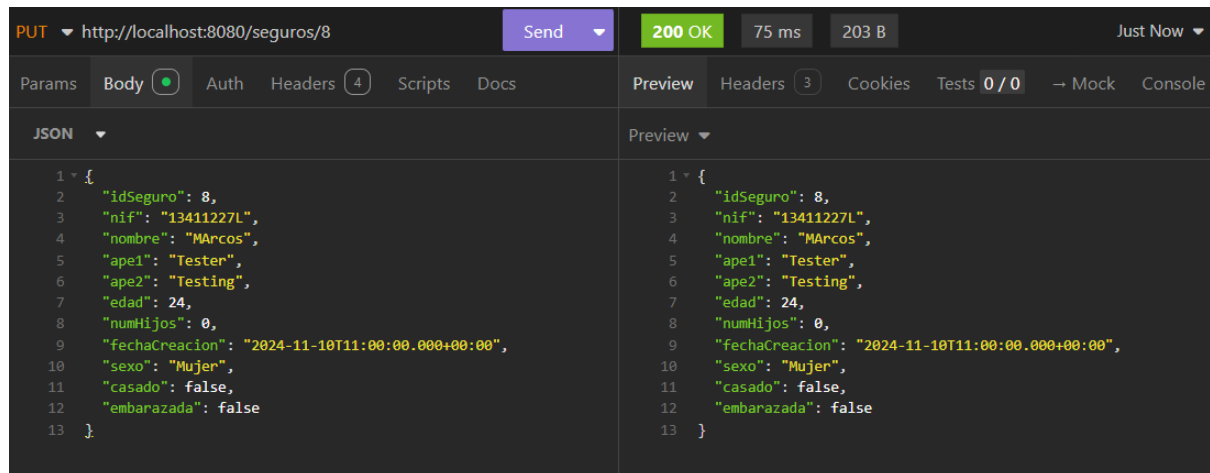 PUT http://localhost:8080/seguros/8 Send 200 OK 75 ms 203 B Just Now
Params Body Auth Headers 4 Scripts Docs
JSON
1 {
2 "idSeguro": 8,
3 "nif": "13411227L",
4 "nombre": "MArcos",
5 "ape1": "Tester",
6 "ape2": "Testing",
7 "edad": 24,
8 "numHijos": 0,
9 "fechaCreacion": "2024-11-10T11:00:00.000+00:00",
10 "sexo": "Mujer",
11 "casado": false,
12 "embarazada": false
13 }
Preview Headers 3 Cookies Tests 0 / 0 → Mock Console
Preview
1 {
2 "idSeguro": 8,
3 "nif": "13411227L",
4 "nombre": "MArcos",
5 "ape1": "Tester",
6 "ape2": "Testing",
7 "edad": 24,
8 "numHijos": 0,
9 "fechaCreacion": "2024-11-10T11:00:00.000+00:00",
10 "sexo": "Mujer",
11 "casado": false,
12 "embarazada": false
13 }